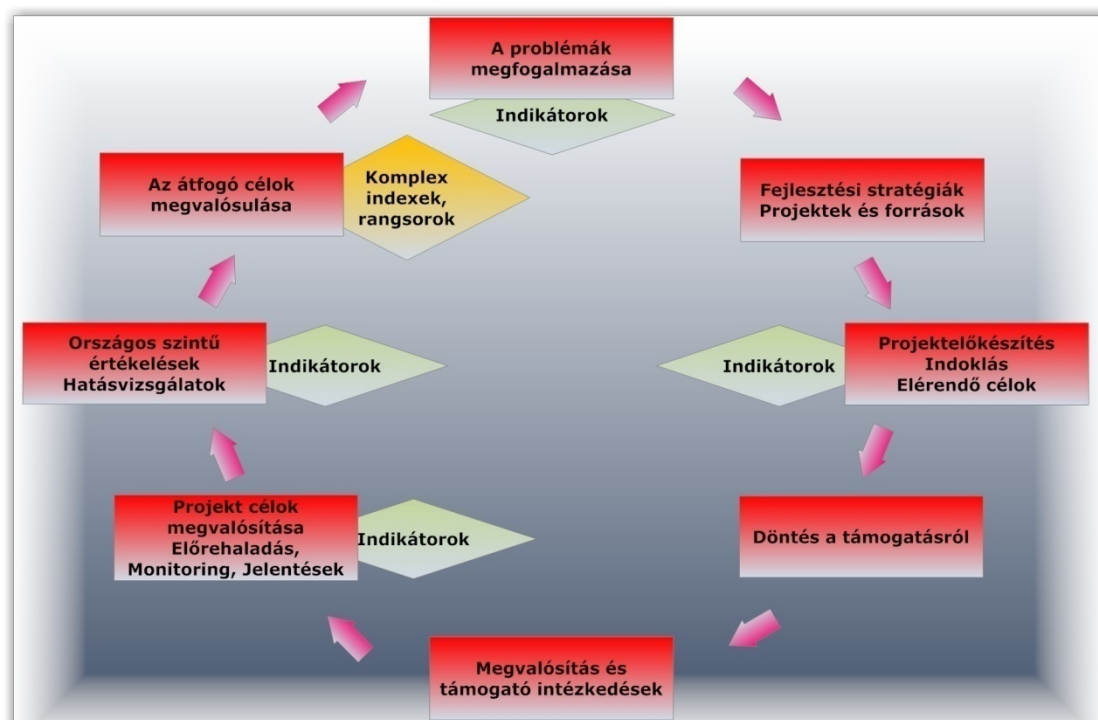 A problémák
megfogalmazása
Indikátorok
Fejlesztési stratégiák
Projektek és források
Projektelőkészítés
Indoklás
Elérendő célok
Indikátorok
Döntés a támogatásról
Megvalósítás és
támogató intézkedések
Projekt célok
megvalósítása
Előrehaladás,
Monitoring, Jelentések
Indikátorok
Országos szintű
értékelések
Hatásvizsgálatok
Indikátorok
Az átfogó célok
megvalósulása
Komplex
indexek,
rangsorok